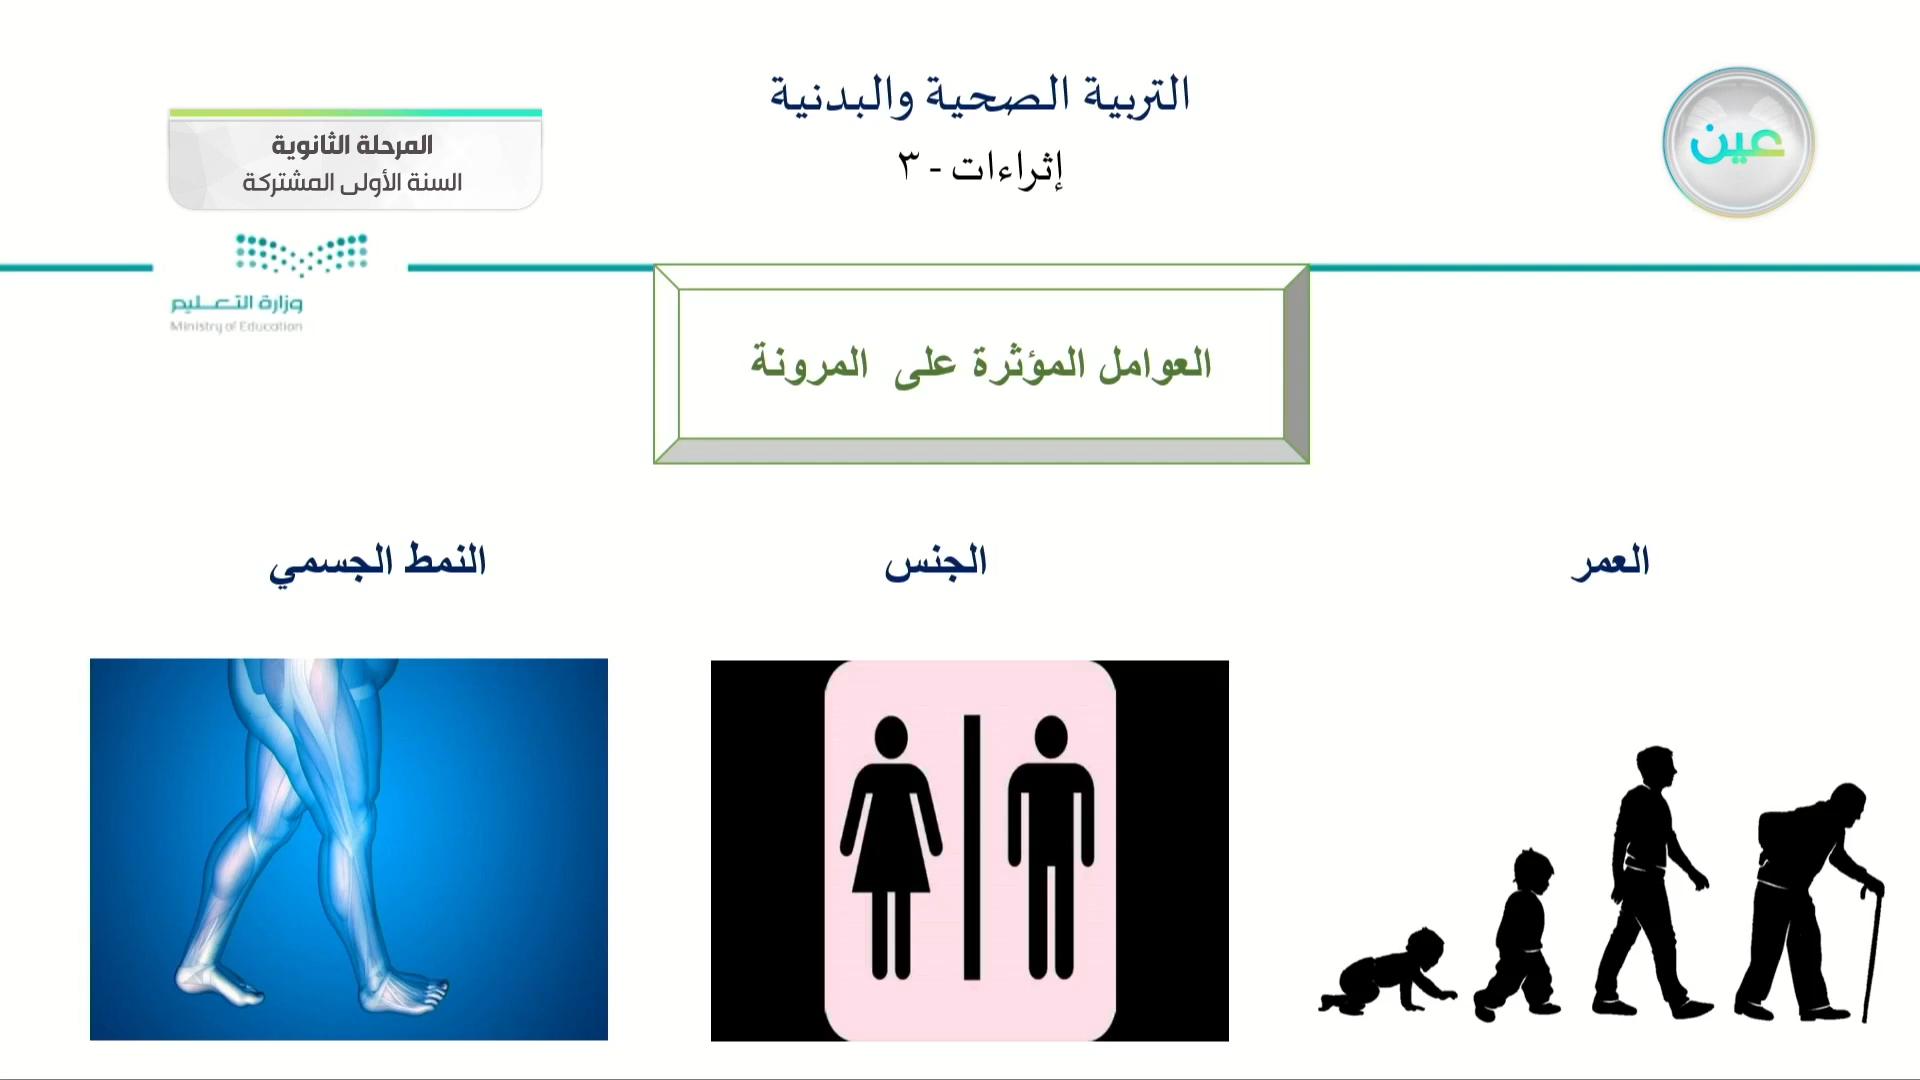 التربية الصحية والبدنية
إثراءات - ٣
عين
المرحلة الثانوية
السنة الأولى المشتركة
وزارة التعليم
Ministry of Education
العوامل المؤثرة على المرونة
العمر
الجنس
النمط الجسمي